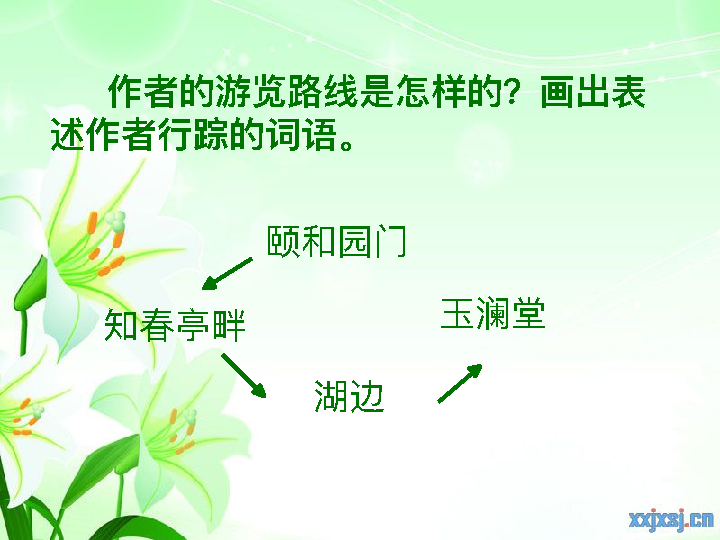 作者的游览路线是怎样的？画出表
述作者行踪的词语。
颐和园门
知春亭畔
玉澜堂
湖边
xxjxsj.cn